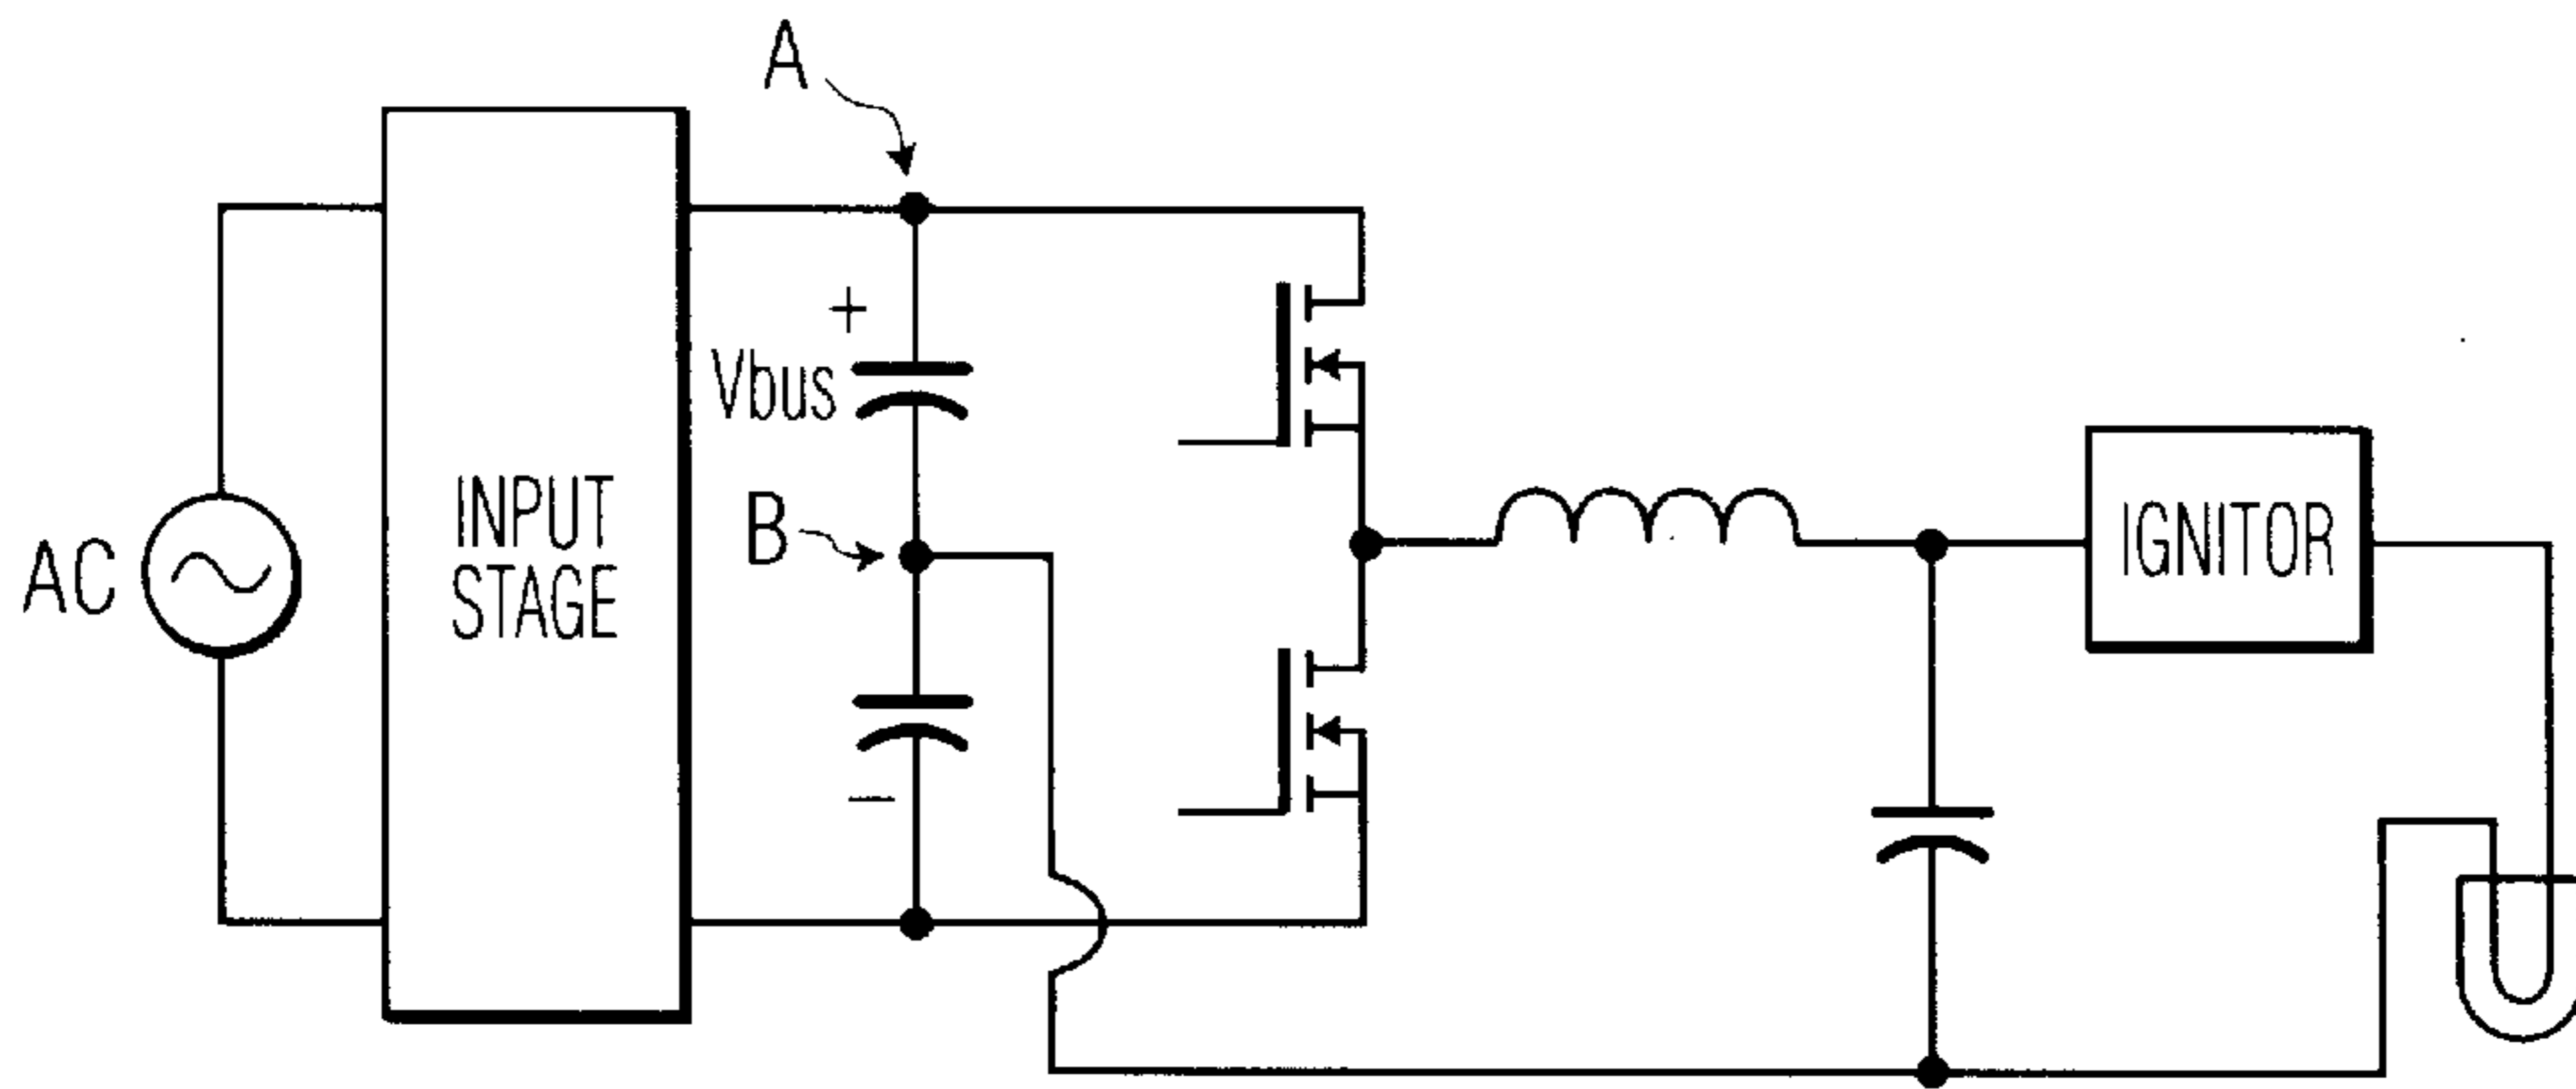 A
+
Vbus
B
AC
INPUT
STAGE
IGNITOR
−